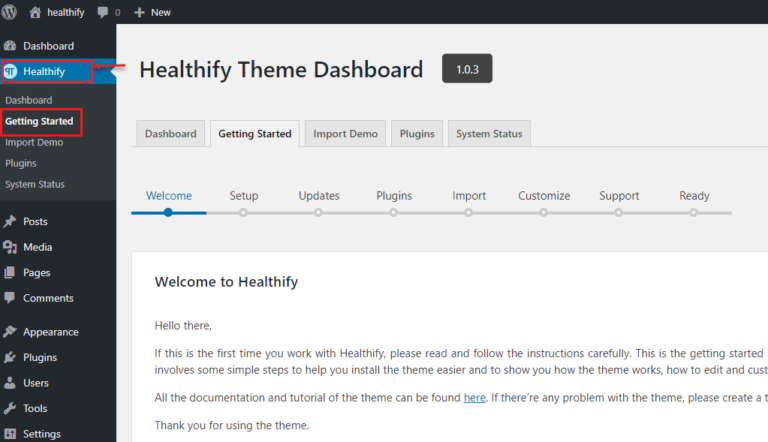 healthify 0 New
Dashboard
Healthify
Dashboard
Getting Started
Import Demo
Plugins
System Status
Posts
Media
Pages
Comments
Appearance
Plugins
Users
Tools
Settings
Healthify Theme Dashboard 1.0.3
Dashboard Getting Started Import Demo Plugins System Status
Welcome Setup Updates Plugins Import Customize Support Ready
Welcome to Healthify
Hello there,
If this is the first time you work with Healthify, please read and follow the instructions carefully. This is the getting started
involves some simple steps to help you install the theme easier and to show you how the theme works, how to edit and cust
All the documentation and tutorial of the theme can be found here. If there're any problem with the theme, please create a t
Thank you for using the theme.